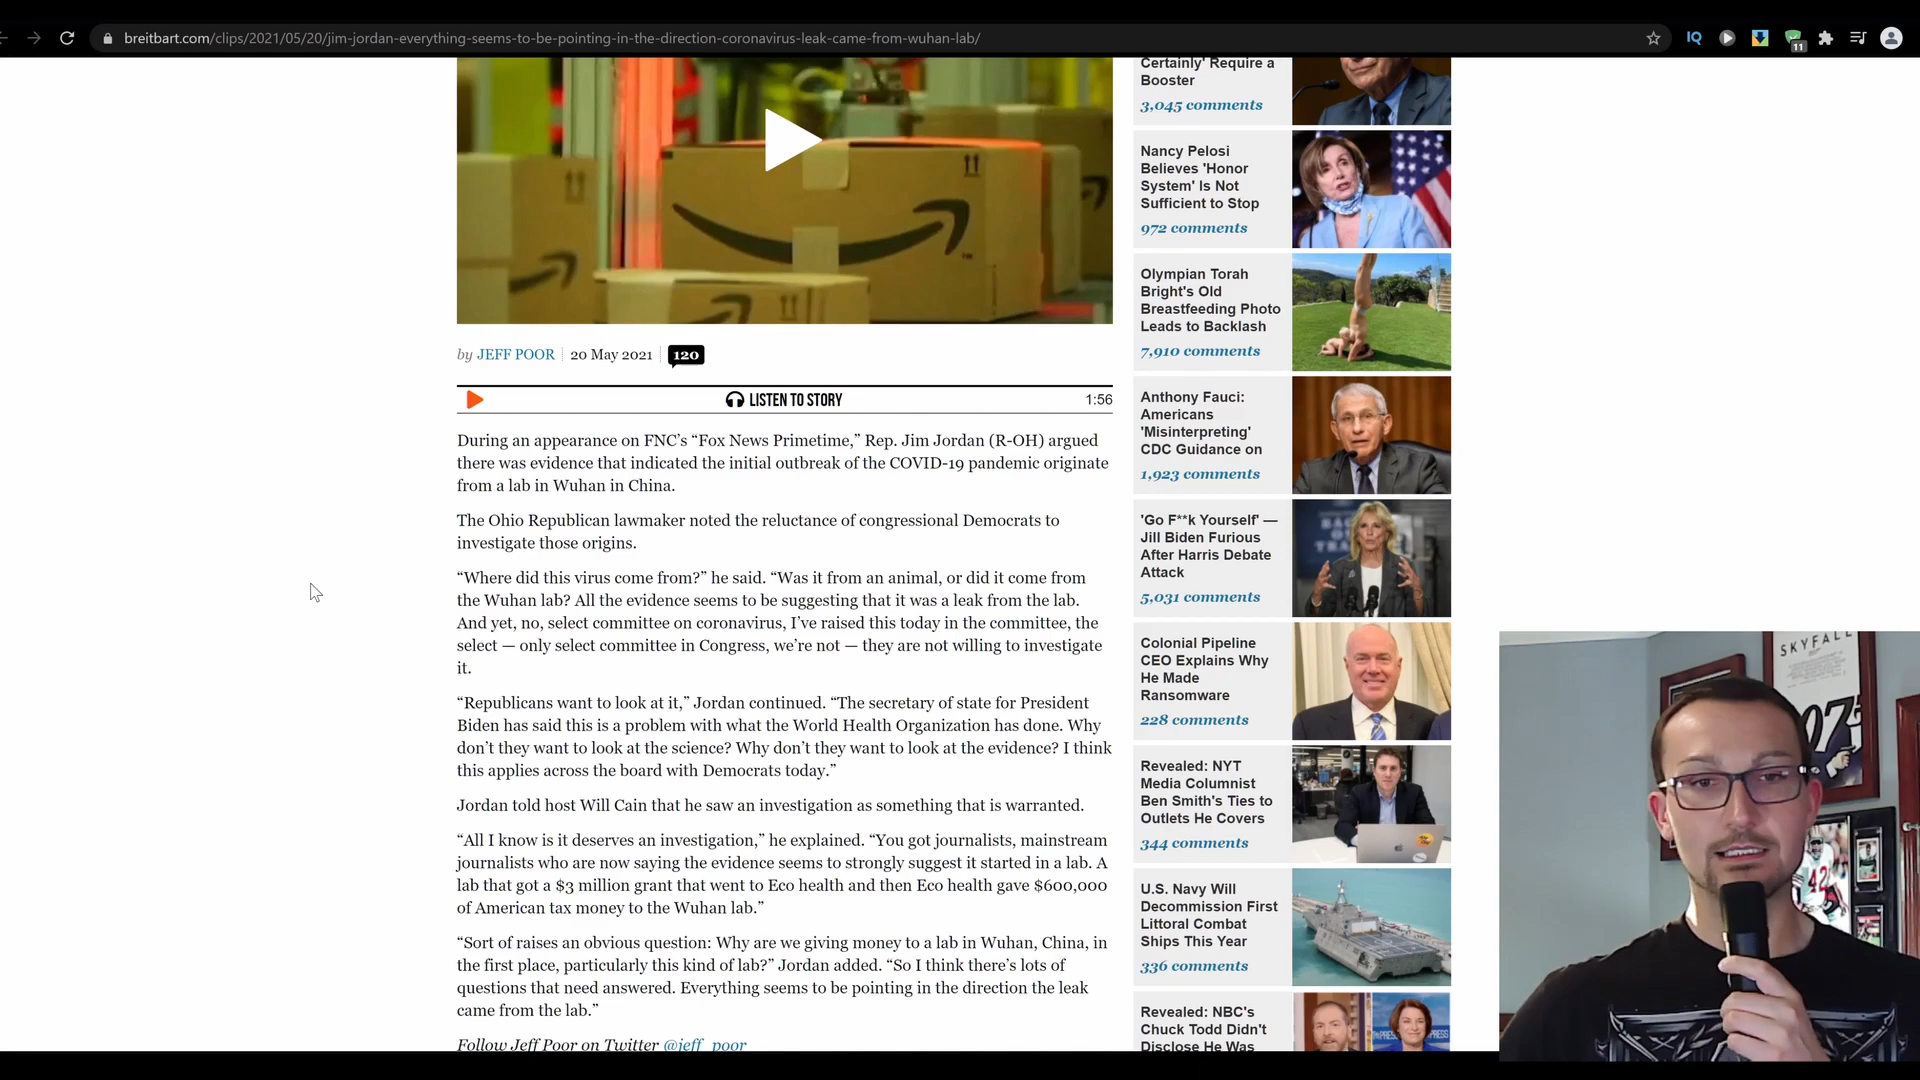 breitbart.com/clips/2021/05/20/jim-jordan-everything-seems-to-be-pointing-in-the-direction-coronavirus-leak-came-from-wuhan-lab/
IQ
11
by JEFF POOR | 20 May 2021 | 120
LISTEN TO STORY
1:56
During an appearance on FNC’s “Fox News Primetime,” Rep. Jim Jordan (R-OH) argued
there was evidence that indicated the initial outbreak of the COVID-19 pandemic originate
from a lab in Wuhan in China.
The Ohio Republican lawmaker noted the reluctance of congressional Democrats to
investigate those origins.
“Where did this virus come from?” he said. “Was it from an animal, or did it come from
the Wuhan lab? All the evidence seems to be suggesting that it was a leak from the lab.
And yet, no, select committee on coronavirus, I’ve raised this today in the committee, the
select — only select committee in Congress, we’re not — they are not willing to investigate
it.
“Republicans want to look at it,” Jordan continued. “The secretary of state for President
Biden has said this is a problem with what the World Health Organization has done. Why
don’t they want to look at the science? Why don’t they want to look at the evidence? I think
this applies across the board with Democrats today.”
Jordan told host Will Cain that he saw an investigation as something that is warranted.
“All I know is it deserves an investigation,” he explained. “You got journalists, mainstream
journalists who are now saying the evidence seems to strongly suggest it started in a lab. A
lab that got a $3 million grant that went to Eco health and then Eco health gave $600,000
of American tax money to the Wuhan lab.”
“Sort of raises an obvious question: Why are we giving money to a lab in Wuhan, China, in
the first place, particularly this kind of lab?” Jordan added. “So I think there’s lots of
questions that need answered. Everything seems to be pointing in the direction the leak
came from the lab.”
Follow Jeff Poor on Twitter @jeff_poor
Certainly' Require a
Booster
3,045 comments
Nancy Pelosi
Believes 'Honor
System' Is Not
Sufficient to Stop
972 comments
Olympian Torah
Bright's Old
Breastfeeding Photo
Leads to Backlash
7,910 comments
Anthony Fauci:
Americans
'Misinterpreting'
CDC Guidance on
1,923 comments
'Go F**k Yourself' —
Jill Biden Furious
After Harris Debate
Attack
5,031 comments
Colonial Pipeline
CEO Explains Why
He Made
Ransomware
228 comments
Revealed: NYT
Media Columnist
Ben Smith's Ties to
Outlets He Covers
344 comments
U.S. Navy Will
Decommission First
Littoral Combat
Ships This Year
336 comments
Revealed: NBC's
Chuck Todd Didn't
Disclose He Was
SKYFALL
007
42